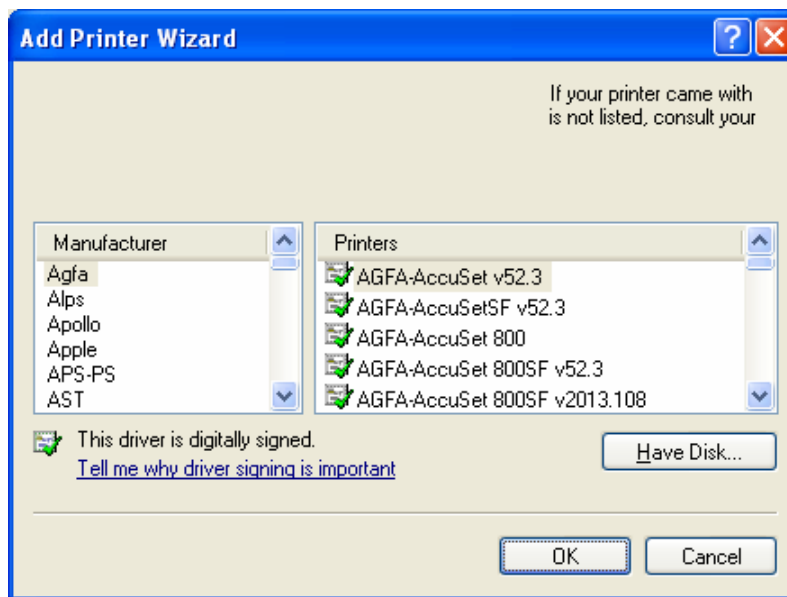 Add Printer Wizard
If your printer came with
is not listed, consult your
Manufacturer
Agfa
Alps
Apollo
Apple
APS-PS
AST
Printers
AGFA-AccuSet v52.3
AGFA-AccuSetSF v52.3
AGFA-AccuSet 800
AGFA-AccuSet 800SF v52.3
AGFA-AccuSet 800SF v2013.108
This driver is digitally signed.
Tell me why driver signing is important
Have Disk...
OK
Cancel